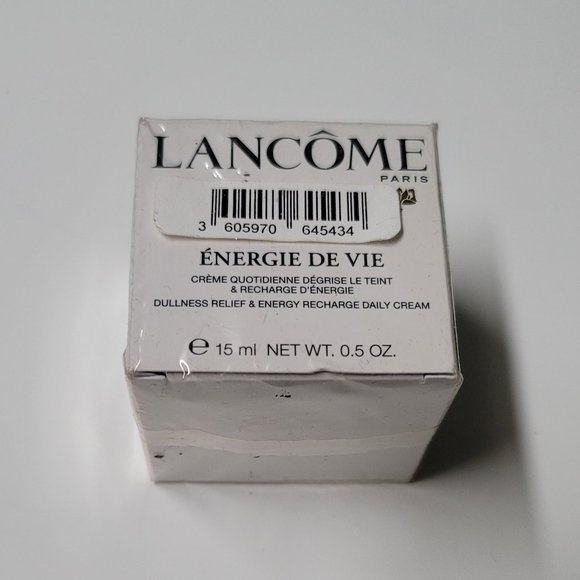 LANCÔME
PARIS
3 605970 645434
ÉNERGIE DE VIE
CRÈME QUOTIDIENNE DÉGRISE LE TEINT
& RECHARGE D'ÉNERGIE
DULLNESS RELIEF & ENERGY RECHARGE DAILY CREAM
℮ 15 ml NET WT. 0.5 OZ.